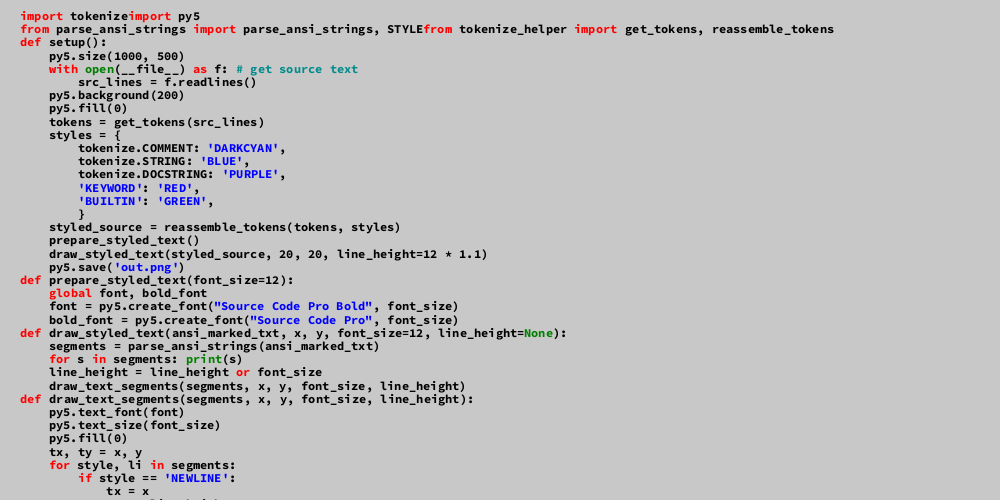 import tokenizeimport py5
from parse_ansi_strings import parse_ansi_strings, STYLEfrom tokenize_helper import get_tokens, reassemble_tokens
def setup():
    py5.size(1000, 500)
    with open(__file__) as f: # get source text
        src_lines = f.readlines()
    py5.background(200)
    py5.fill(0)
    tokens = get_tokens(src_lines)
    styles = {
        tokenize.COMMENT: 'DARKCYAN',
        tokenize.STRING: 'BLUE',
        tokenize.DOCSTRING: 'PURPLE',
        'KEYWORD': 'RED',
        'BUILTIN': 'GREEN',
        }
    styled_source = reassemble_tokens(tokens, styles)
    prepare_styled_text()
    draw_styled_text(styled_source, 20, 20, line_height=12 * 1.1)
    py5.save('out.png')
def prepare_styled_text(font_size=12):
    global font, bold_font
    font = py5.create_font("Source Code Pro Bold", font_size)
    bold_font = py5.create_font("Source Code Pro", font_size)
def draw_styled_text(ansi_marked_txt, x, y, font_size=12, line_height=None):
    segments = parse_ansi_strings(ansi_marked_txt)
    for s in segments: print(s)
    line_height = line_height or font_size
    draw_text_segments(segments, x, y, font_size, line_height)
def draw_text_segments(segments, x, y, font_size, line_height):
    py5.text_font(font)
    py5.text_size(font_size)
    py5.fill(0)
    tx, ty = x, y
    for style, li in segments:
        if style == 'NEWLINE':
            tx = x